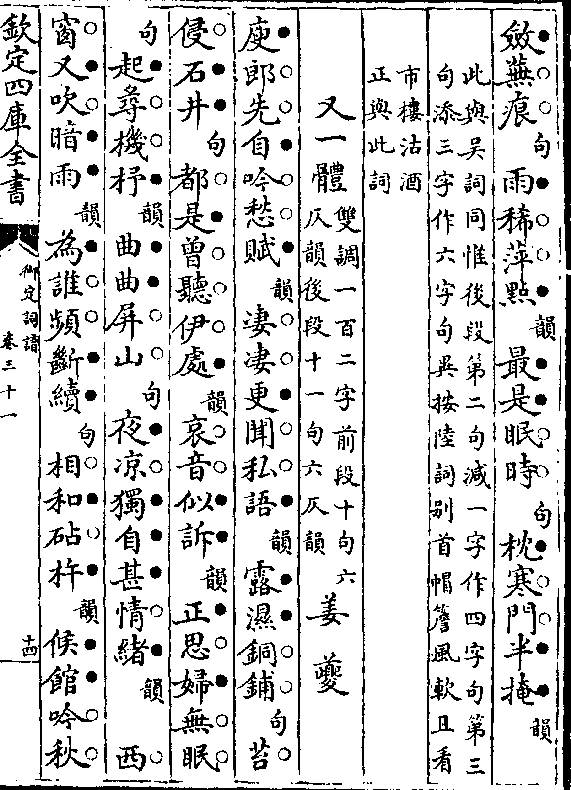 斂蕪痕句雨稀萍點韻最是眠時句枕寒門半掩韻
此與吳詞同惟後段第二句減一字作四字句第三
句添三字作六字句異按陸詞别首帽簷風軟且看
市樓沽酒
正與此詞
又一體雙調一百二字前段十句六
仄韻後段十一句六仄韻姜夔
庾郎先自吟愁賦韻凄凄更聞私語韻露濕銅鋪句苔
侵石井句都是曾聽伊處韻哀音似訴韻正思婦無眠
句起尋機杼韻曲曲屏山句夜凉獨自甚情緒韻西
窗又吹暗雨韻為誰頻斷續句相和砧杵韻候館吟秋
欽定四庫全書
御定詞譜
卷三十一
十四